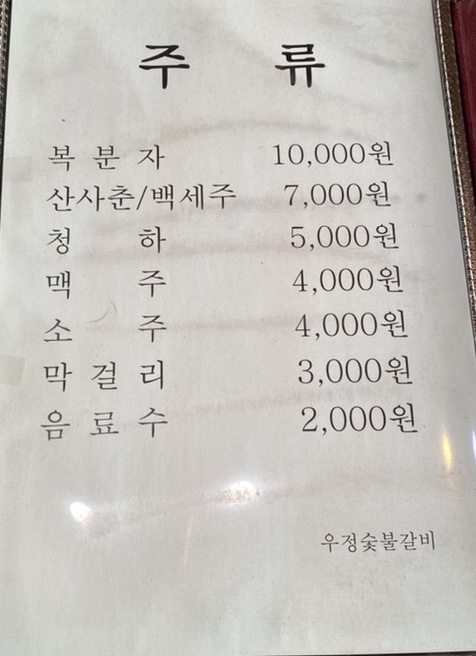 주 류
복 분 자 10,000원
산사춘/백세주 7,000원
청 하 5,000원
맥 주 4,000원
소 주 4,000원
막 걸 리 3,000원
음 료 수 2,000원
우정숯불갈비